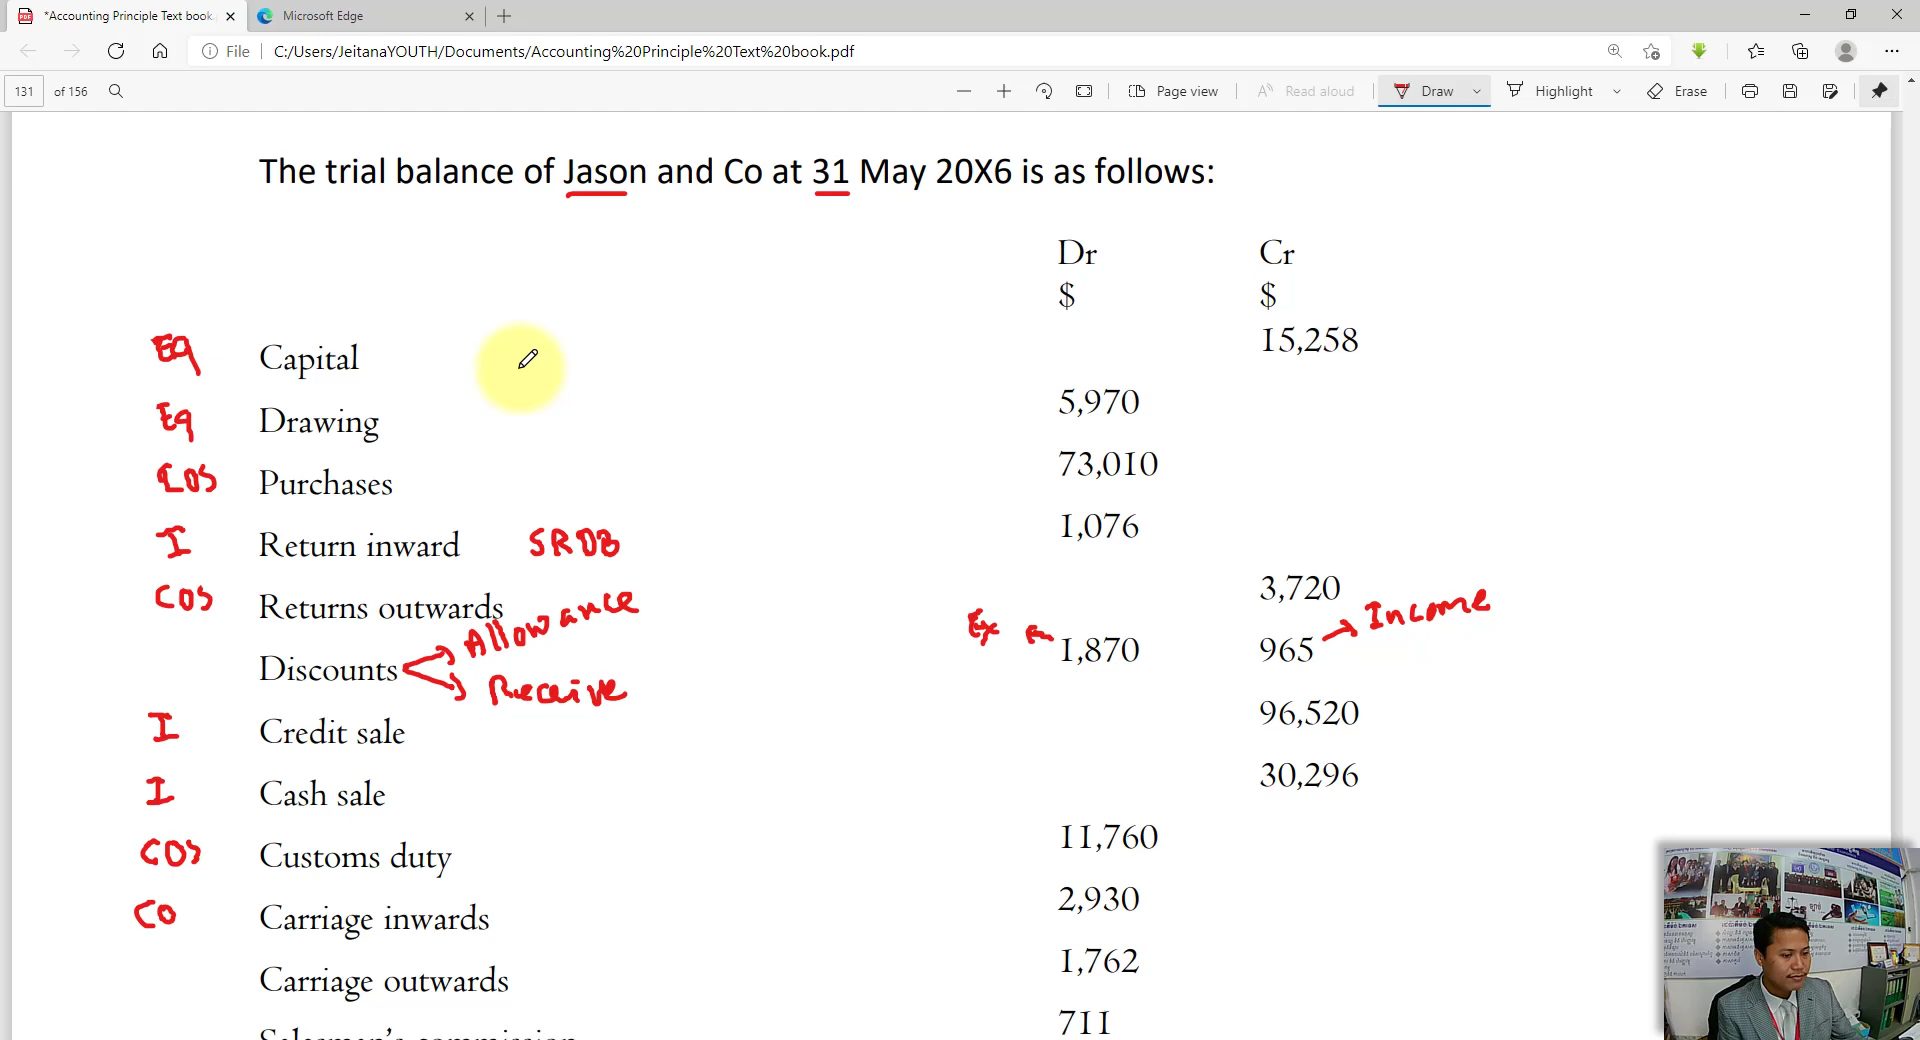 *Accounting Principle Text book.
Microsoft Edge
File
C:/Users/JeitanaYOUTH/Documents/Accounting%20Principle%20Text%20book.pdf
131 of 156
Page view
Read aloud
Draw
Highlight
Erase
The trial balance of Jason and Co at 31 May 20X6 is as follows:
Dr Cr
$ $
Eq Capital 15,258
Eq Drawing 5,970
COS Purchases 73,010
I Return inward SRDB 1,076
COS Returns outwards 3,720
Discounts Allowance Receive Ex 1,870 965 Income
I Credit sale 96,520
I Cash sale 30,296
COS Customs duty 11,760
CO Carriage inwards 2,930
Carriage outwards 1,762
Salesman's commission 711